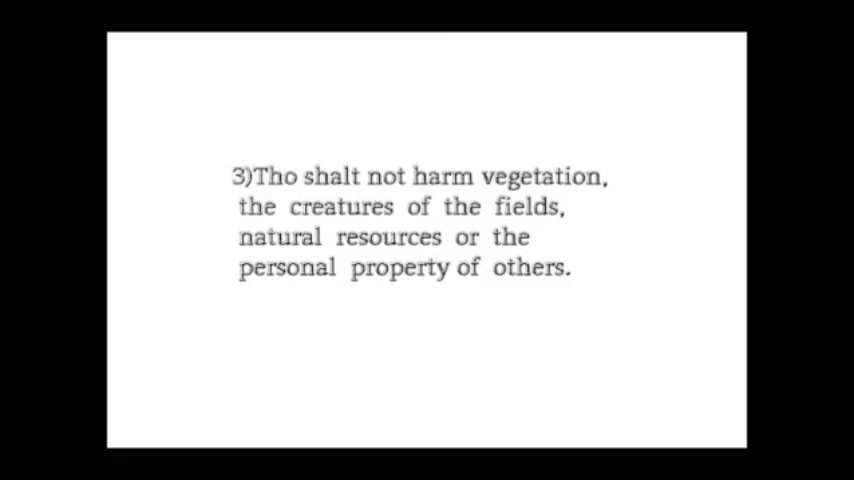 3)Tho shalt not harm vegetation,
the creatures of the fields,
natural resources or the
personal property of others.